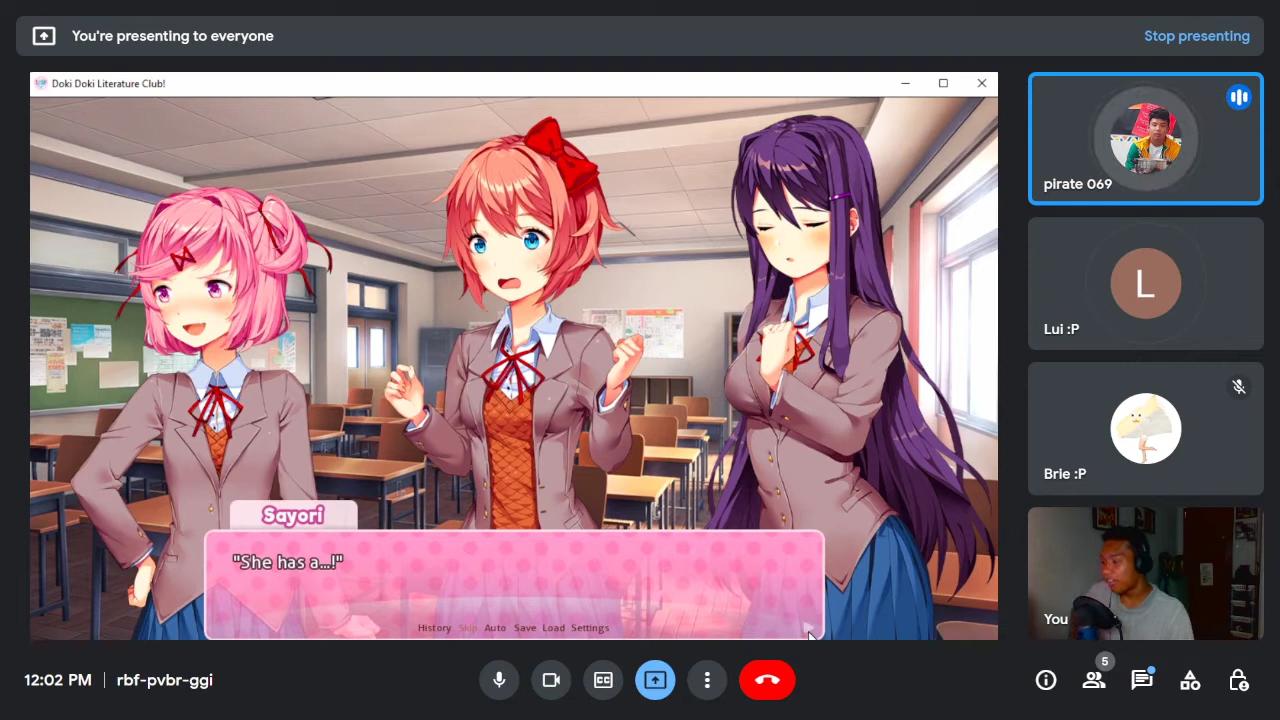 You're presenting to everyone
Stop presenting
Doki Doki Literature Club!
pirate 069
L
Lui :P
Brie :P
Sayori
"She has a...!"
History Skip Auto Save Load Settings
You
12:02 PM | rbf-pvbr-ggi
CC
5